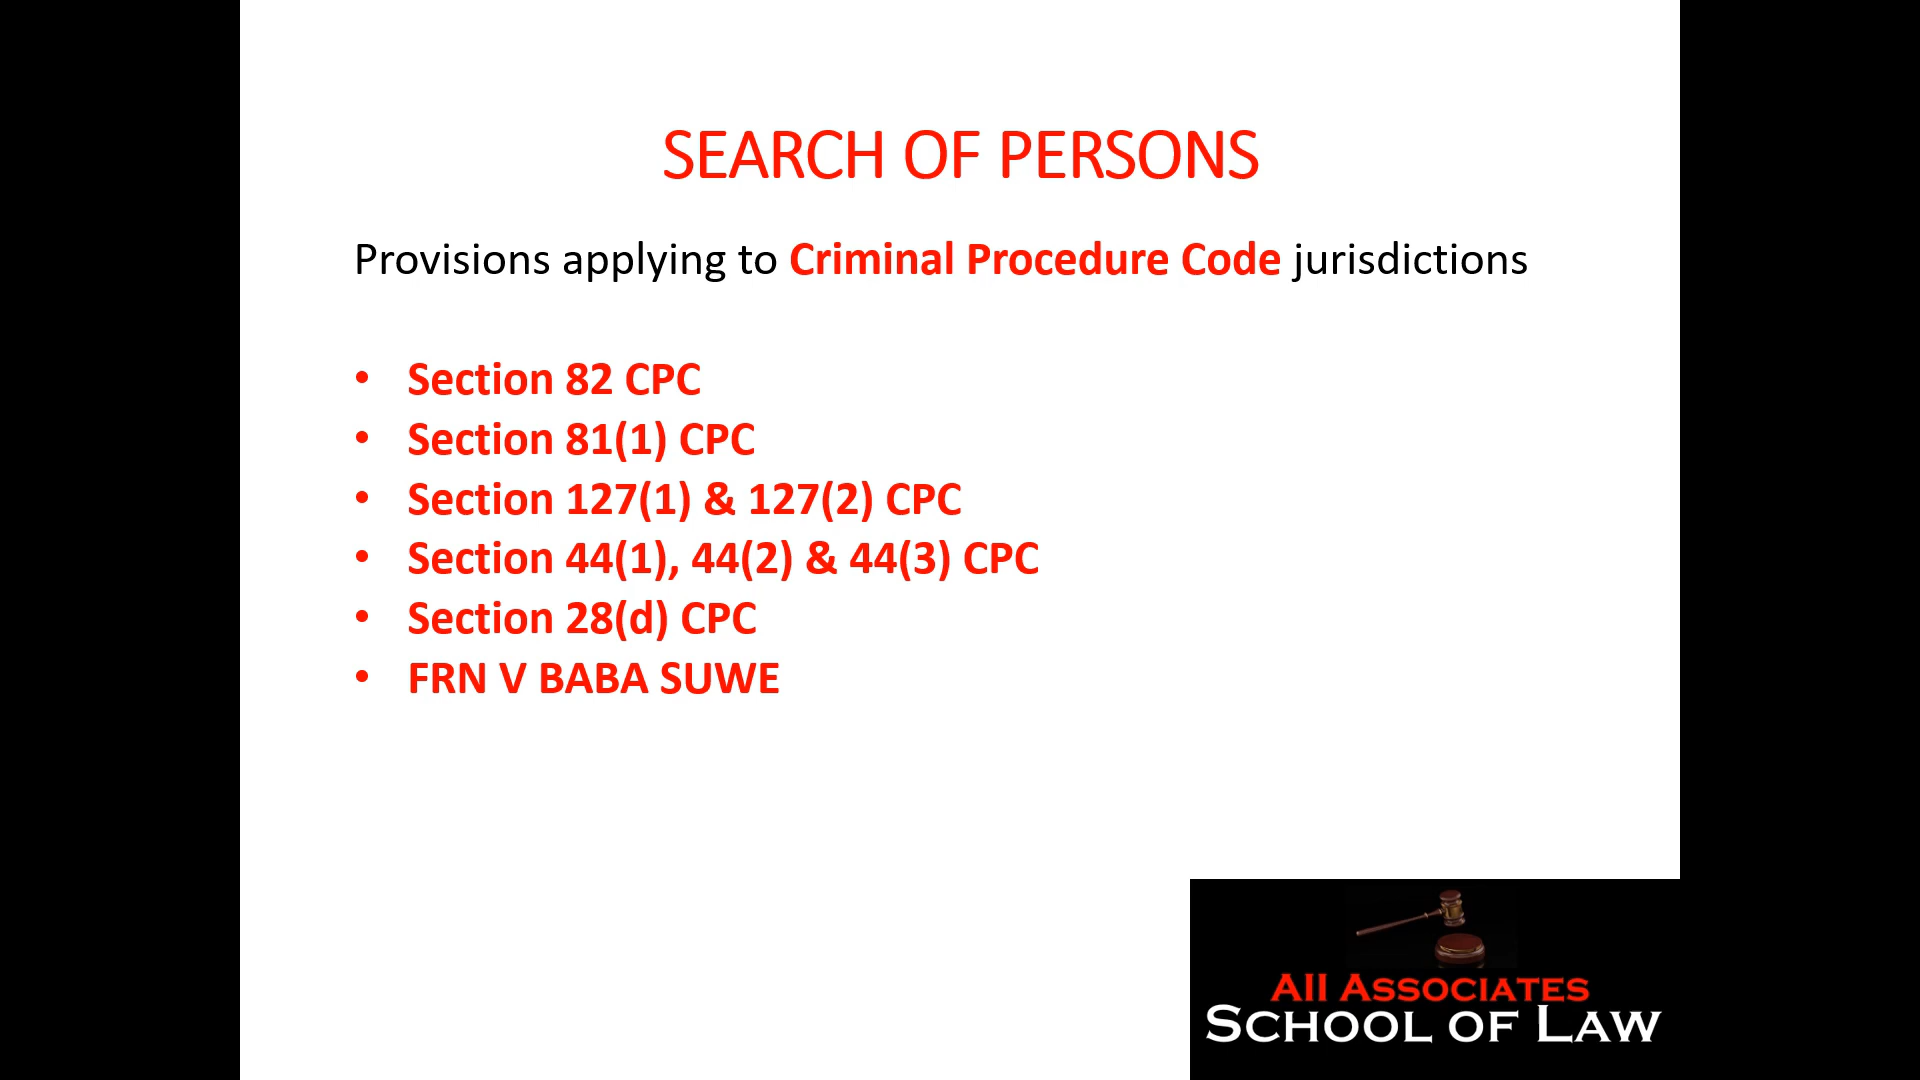 SEARCH OF PERSONS
Provisions applying to Criminal Procedure Code jurisdictions
• Section 82 CPC
• Section 81(1) CPC
• Section 127(1) & 127(2) CPC
• Section 44(1), 44(2) & 44(3) CPC
• Section 28(d) CPC
• FRN V BABA SUWE
AII ASSOCIATES
SCHOOL OF LAW